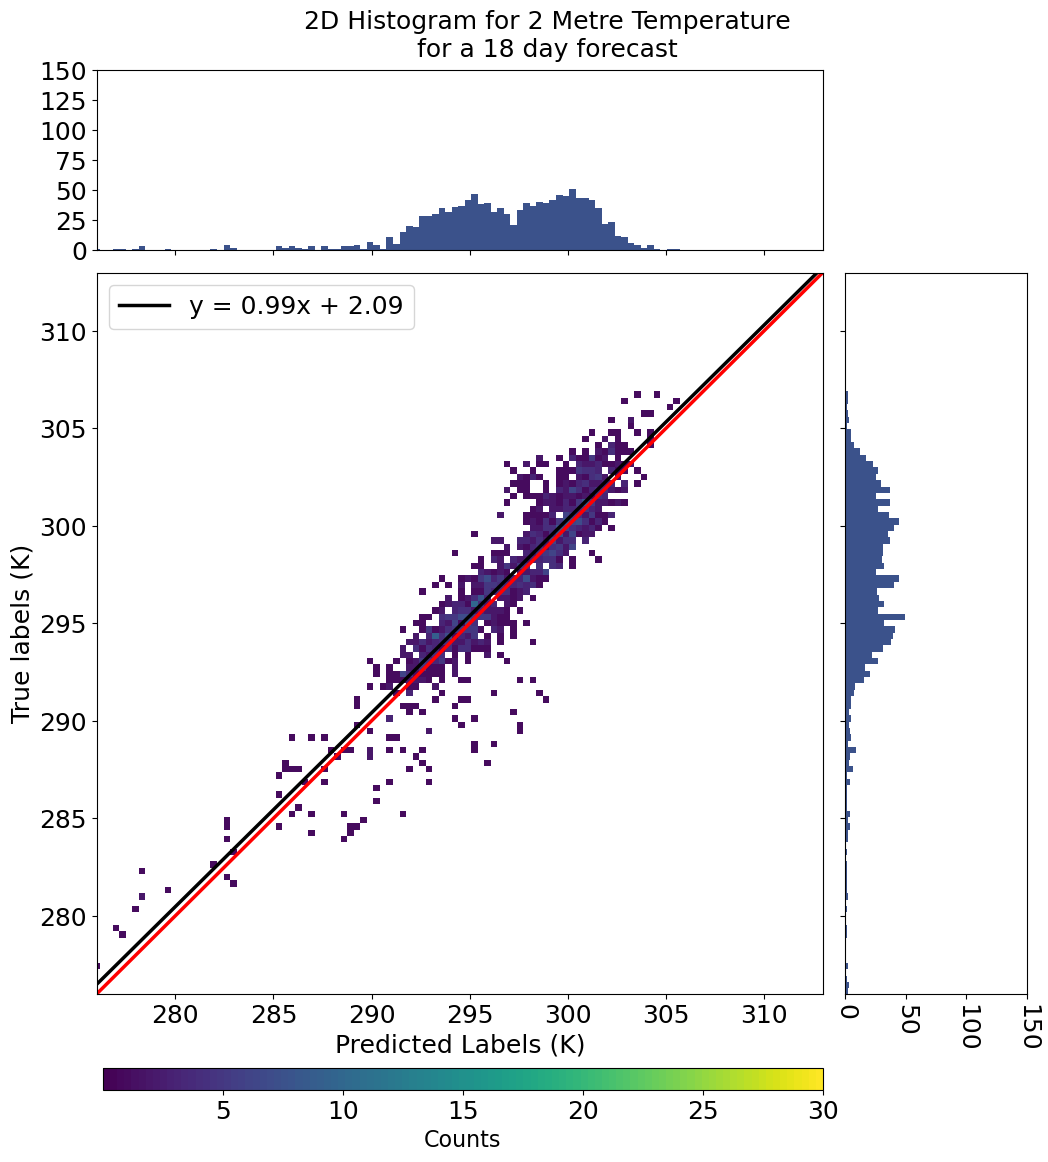 2D Histogram for 2 Metre Temperature
for a 18 day forecast
150
125
100
75
50
25
0
y = 0.99x + 2.09
310
305
300
295
290
285
280
True labels (K)
280 285 290 295 300 305 310
Predicted Labels (K)
0 50 100 150
5 10 15 20 25 30
Counts